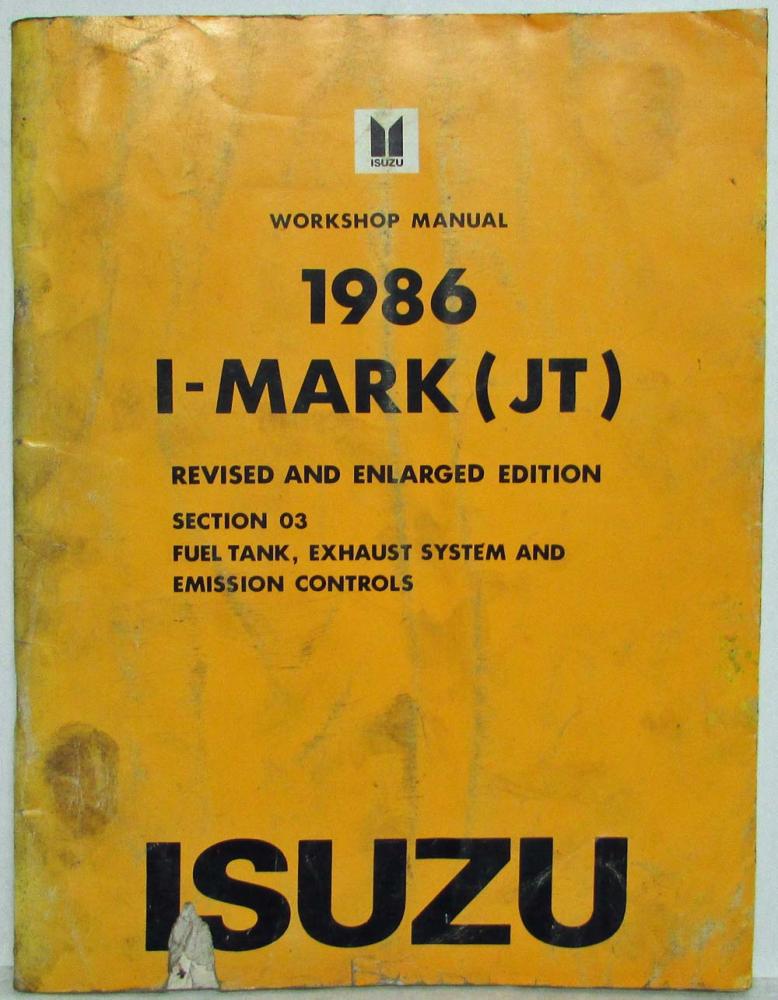 ISUZU
WORKSHOP MANUAL
1986
I-MARK (JT)
REVISED AND ENLARGED EDITION
SECTION 03
FUEL TANK, EXHAUST SYSTEM AND
EMISSION CONTROLS
ISUZU